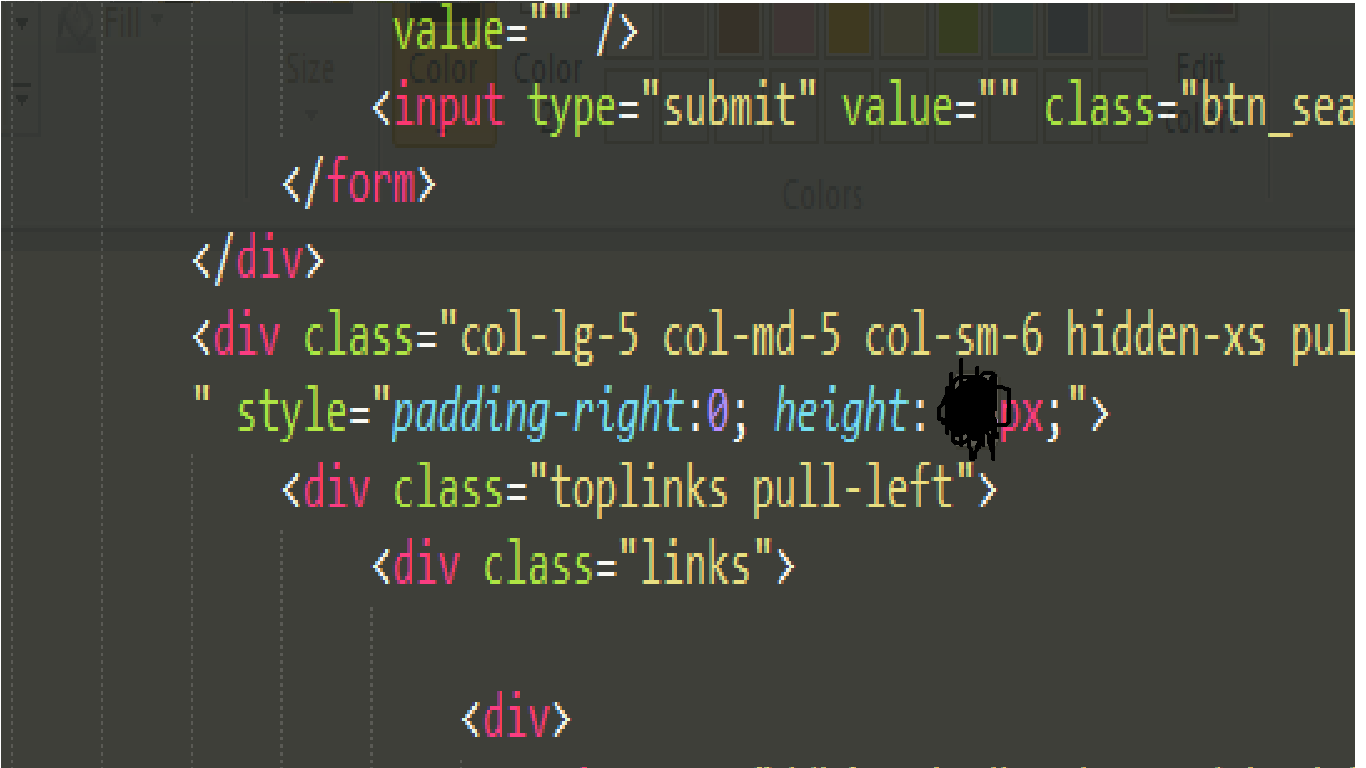 Fill
value="" />
Size
Color
Color
Edit
colors
<input type="submit" value="" class="btn_sea
</form>
Colors
</div>
<div class="col-lg-5 col-md-5 col-sm-6 hidden-xs pul
" style="padding-right:0; height: px;">
<div class="toplinks pull-left">
<div class="links">
<div>